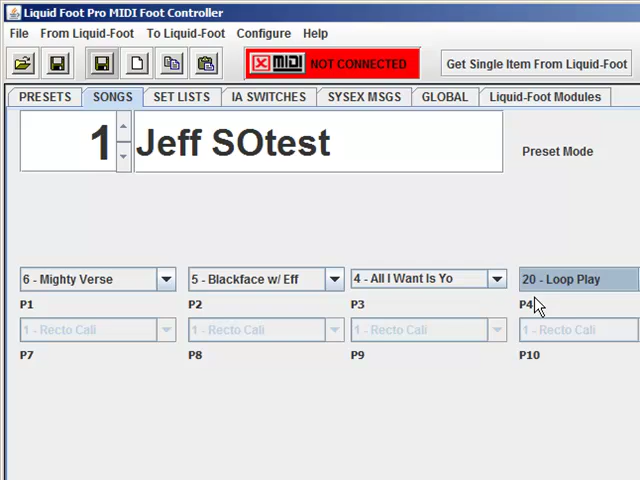 Liquid Foot Pro MIDI Foot Controller
File From Liquid-Foot To Liquid-Foot Configure Help
MIDI NOT CONNECTED Get Single Item From Liquid-Foot
PRESETS SONGS SET LISTS IA SWITCHES SYSEX MSGS GLOBAL Liquid-Foot Modules
1 Jeff SOtest Preset Mode
6 - Mighty Verse 5 - Blackface w/ Eff 4 - All I Want Is Yo 20 - Loop Play
P1 P2 P3 P4
1 - Recto Cali 1 - Recto Cali 1 - Recto Cali 1 - Recto Cali
P7 P8 P9 P10